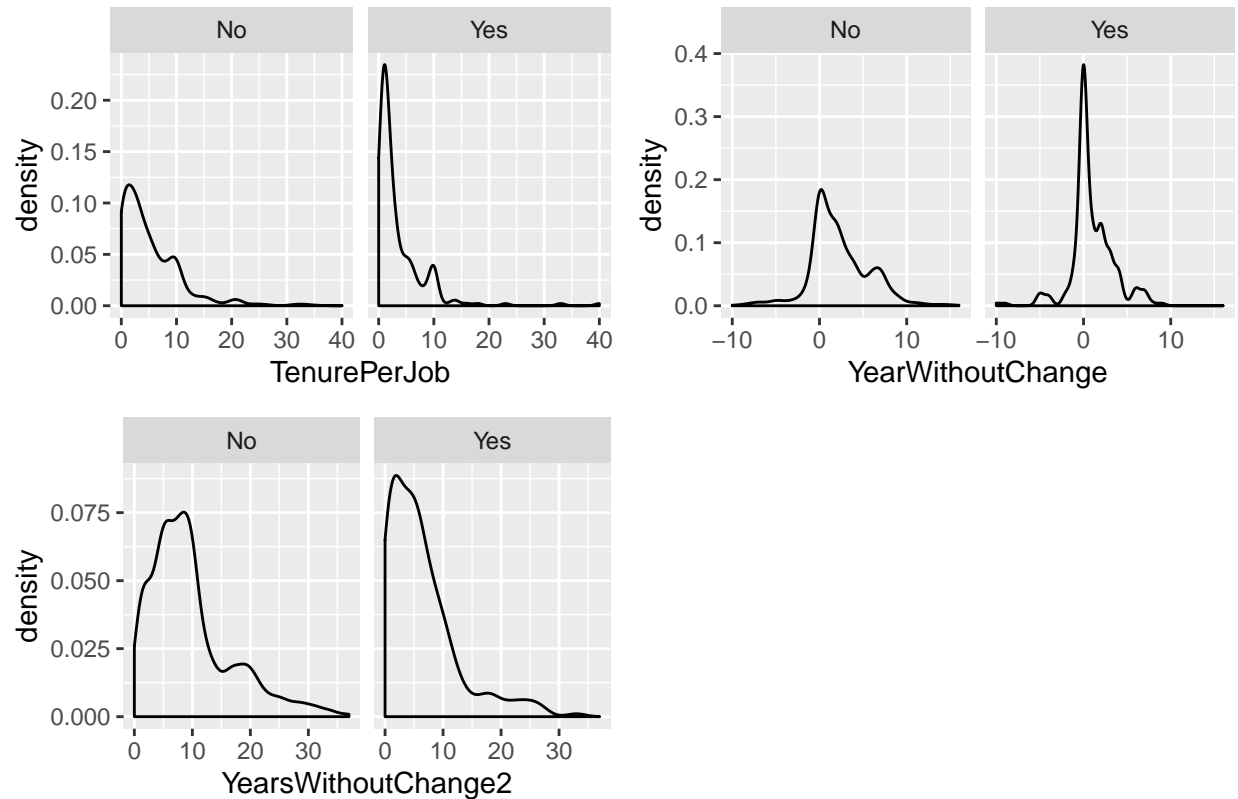 No Yes
0.20
0.15
0.10
0.05
0.00
density
0 10 20 30 40 0 10 20 30 40
TenurePerJob
No Yes
0.4
0.3
0.2
0.1
0.0
density
−10 0 10 −10 0 10
YearWithoutChange
No Yes
0.075
0.050
0.025
0.000
density
0 10 20 30 0 10 20 30
YearsWithoutChange2